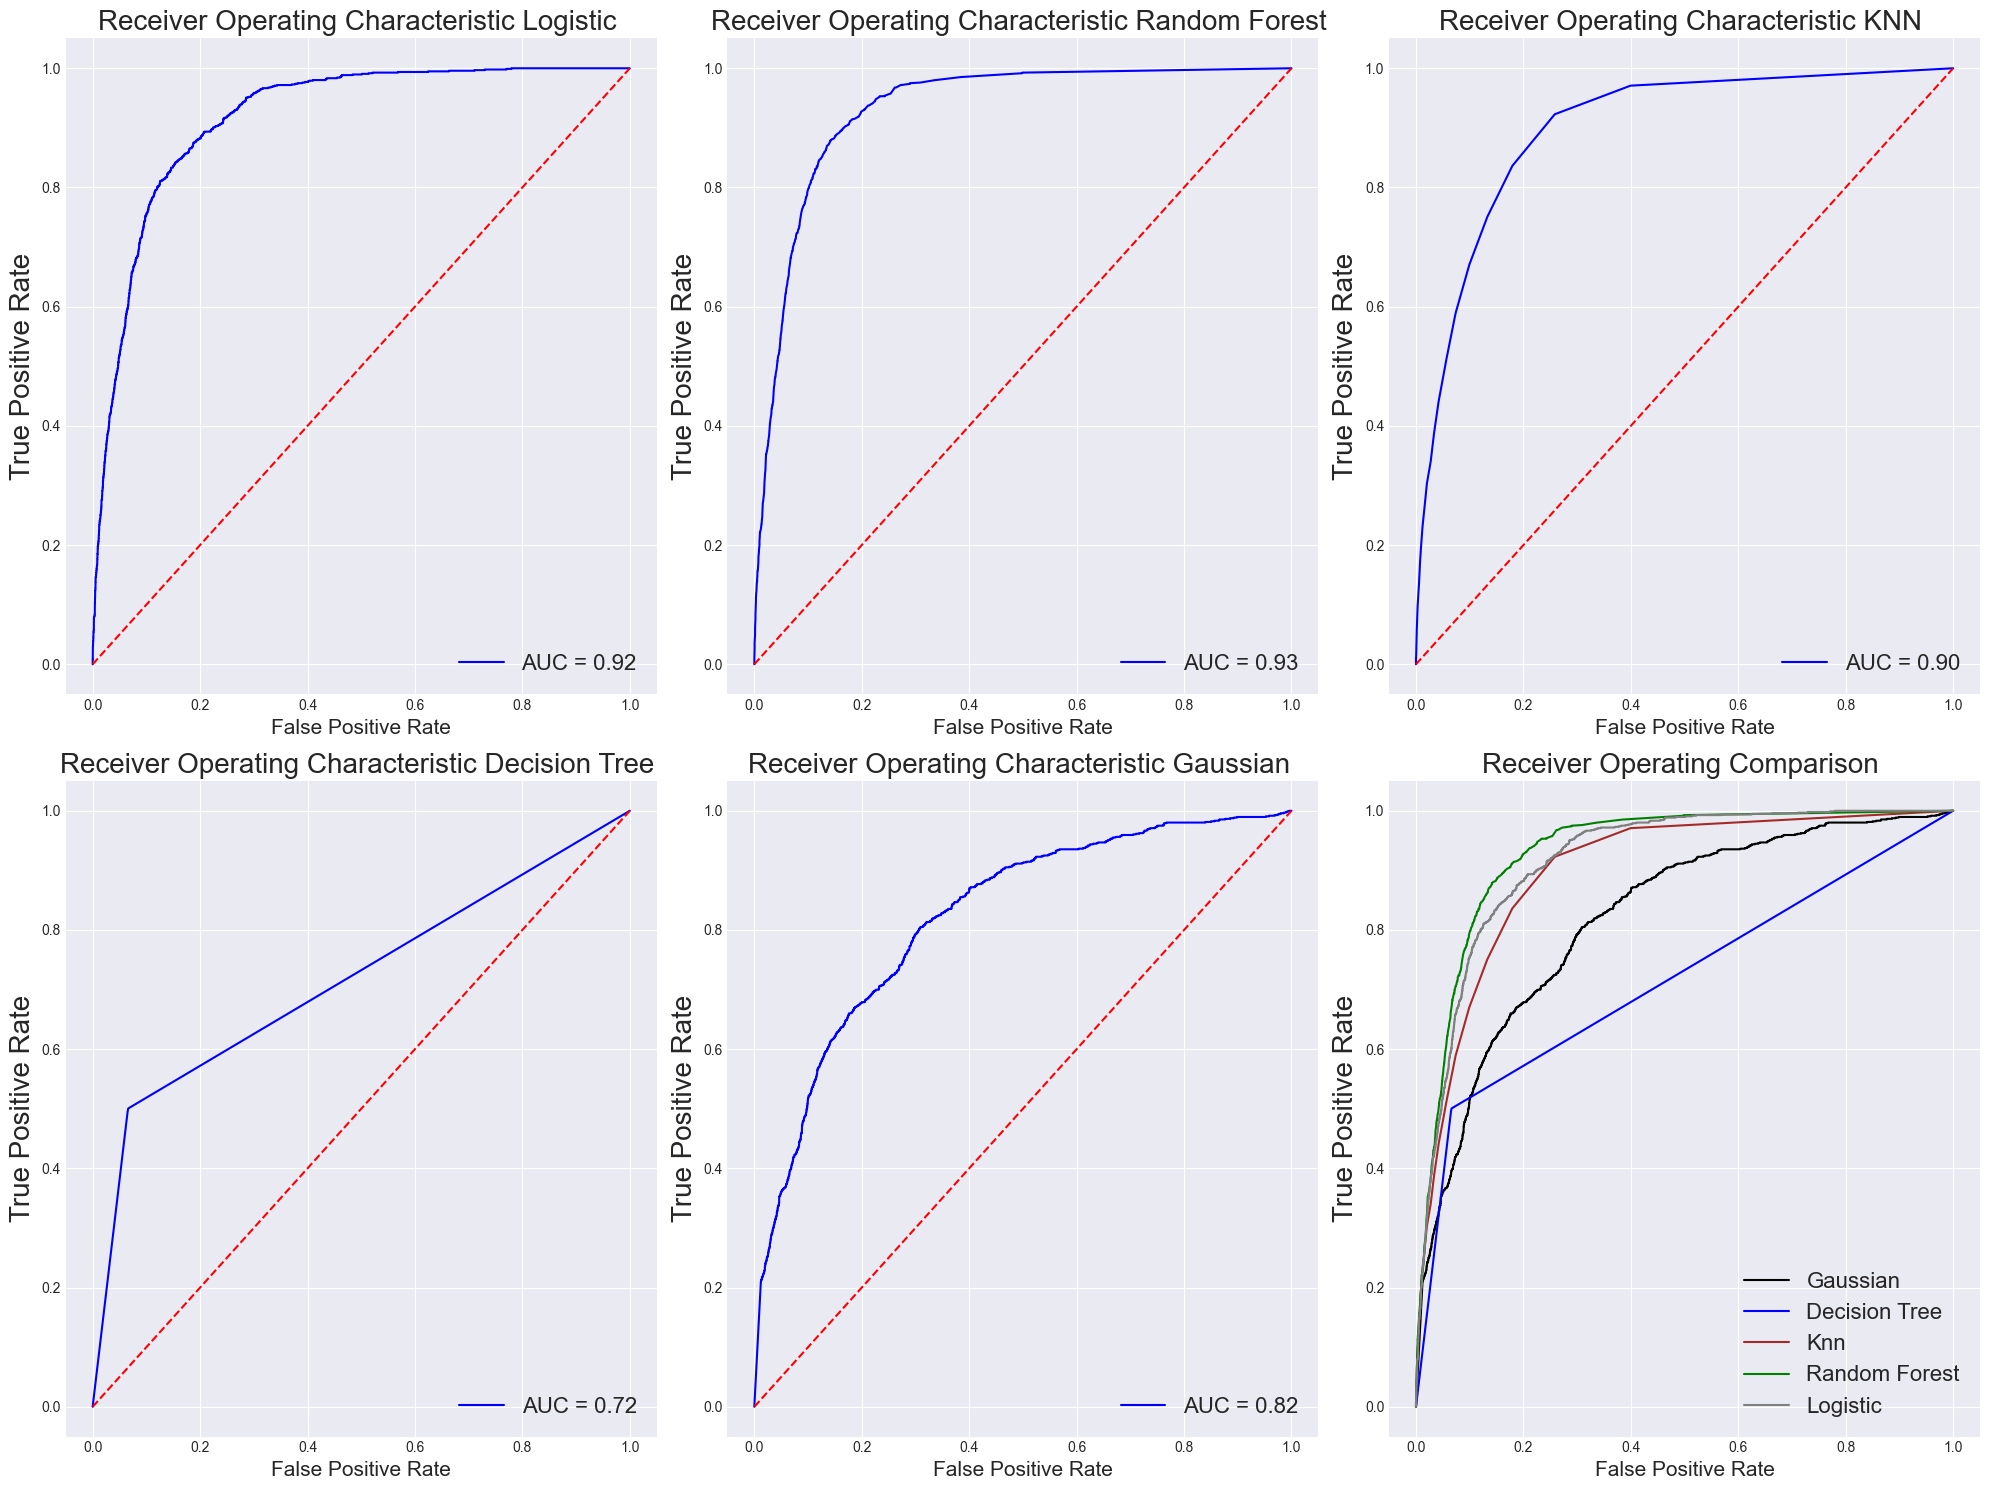 Receiver Operating Characteristic Logistic
True Positive Rate
1.0
0.8
0.6
0.4
0.2
0.0
AUC = 0.92
0.0 0.2 0.4 0.6 0.8 1.0
False Positive Rate
Receiver Operating Characteristic Random Forest
True Positive Rate
1.0
0.8
0.6
0.4
0.2
0.0
AUC = 0.93
0.0 0.2 0.4 0.6 0.8 1.0
False Positive Rate
Receiver Operating Characteristic KNN
True Positive Rate
1.0
0.8
0.6
0.4
0.2
0.0
AUC = 0.90
0.0 0.2 0.4 0.6 0.8 1.0
False Positive Rate
Receiver Operating Characteristic Decision Tree
True Positive Rate
1.0
0.8
0.6
0.4
0.2
0.0
AUC = 0.72
0.0 0.2 0.4 0.6 0.8 1.0
False Positive Rate
Receiver Operating Characteristic Gaussian
True Positive Rate
1.0
0.8
0.6
0.4
0.2
0.0
AUC = 0.82
0.0 0.2 0.4 0.6 0.8 1.0
False Positive Rate
Receiver Operating Comparison
True Positive Rate
1.0
0.8
0.6
0.4
0.2
0.0
Gaussian
Decision Tree
Knn
Random Forest
Logistic
0.0 0.2 0.4 0.6 0.8 1.0
False Positive Rate